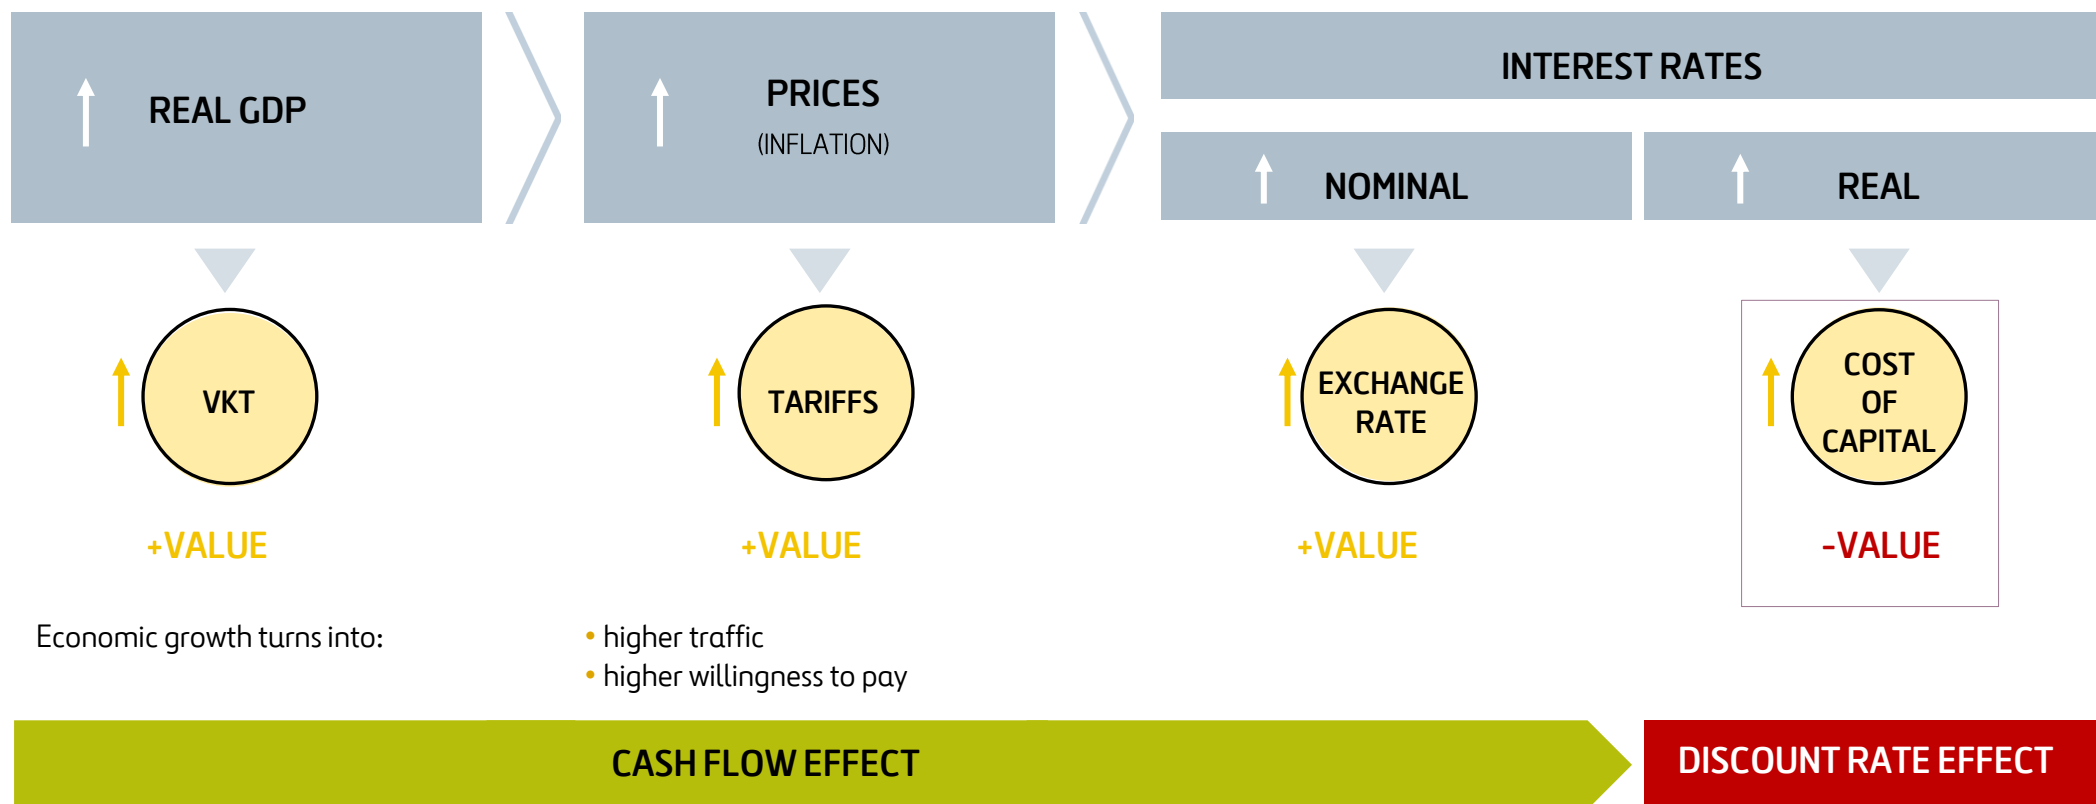 REAL GDP
PRICES
(INFLATION)
INTEREST RATES
NOMINAL
REAL
VKT
TARIFFS
EXCHANGE
RATE
COST
OF
CAPITAL
+VALUE
+VALUE
+VALUE
-VALUE
Economic growth turns into:
• higher traffic
• higher willingness to pay
CASH FLOW EFFECT
DISCOUNT RATE EFFECT